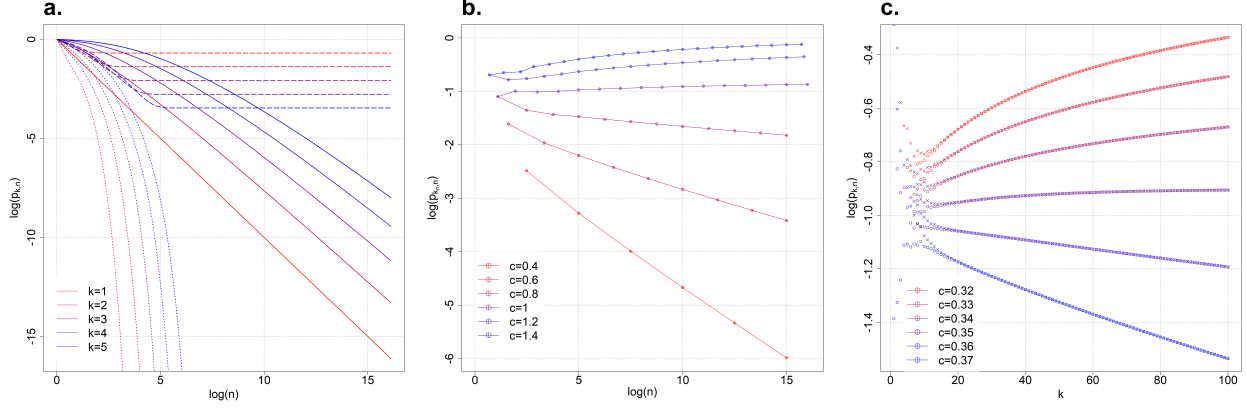 a.
log(p_{k,n})
0
-5
-10
-15
0
5
10
15
log(n)
k=1
k=2
k=3
k=4
k=5
b.
log(p_{k_n,n})
0
-1
-2
-3
-4
-5
-6
0
5
10
15
log(n)
c=0.4
c=0.6
c=0.8
c=1
c=1.2
c=1.4
c.
log(p_{k,n})
-0.4
-0.6
-0.8
-1.0
-1.2
-1.4
0
20
40
60
80
100
k
c=0.32
c=0.33
c=0.34
c=0.35
c=0.36
c=0.37